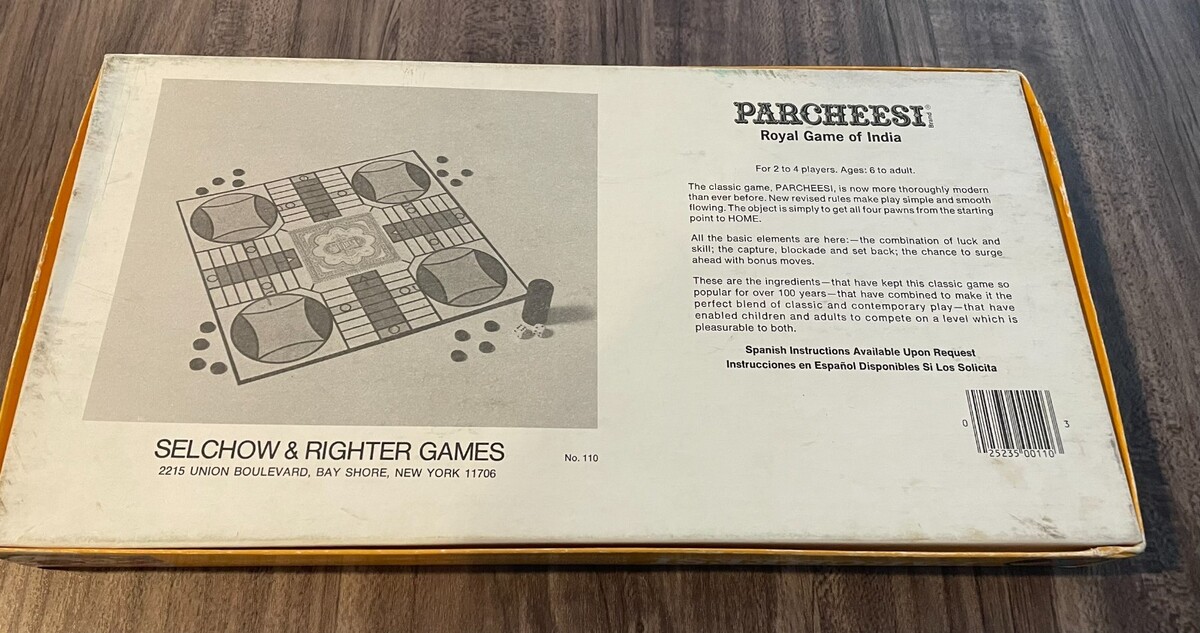 PARCHEESI Brand ®
Royal Game of India
For 2 to 4 players. Ages: 6 to adult.
The classic game, PARCHEESI, is now more thoroughly modern
than ever before. New revised rules make play simple and smooth
flowing. The object is simply to get all four pawns from the starting
point to HOME.
All the basic elements are here:—the combination of luck and
skill; the capture, blockade and set back; the chance to surge
ahead with bonus moves.
These are the ingredients—that have kept this classic game so
popular for over 100 years—that have combined to make it the
perfect blend of classic and contemporary play—that have
enabled children and adults to compete on a level which is
pleasurable to both.
Spanish Instructions Available Upon Request
Instrucciones en Español Disponibles Si Los Solicita
0 25235 00110 3
SELCHOW & RIGHTER GAMES
2215 UNION BOULEVARD, BAY SHORE, NEW YORK 11706
No. 110